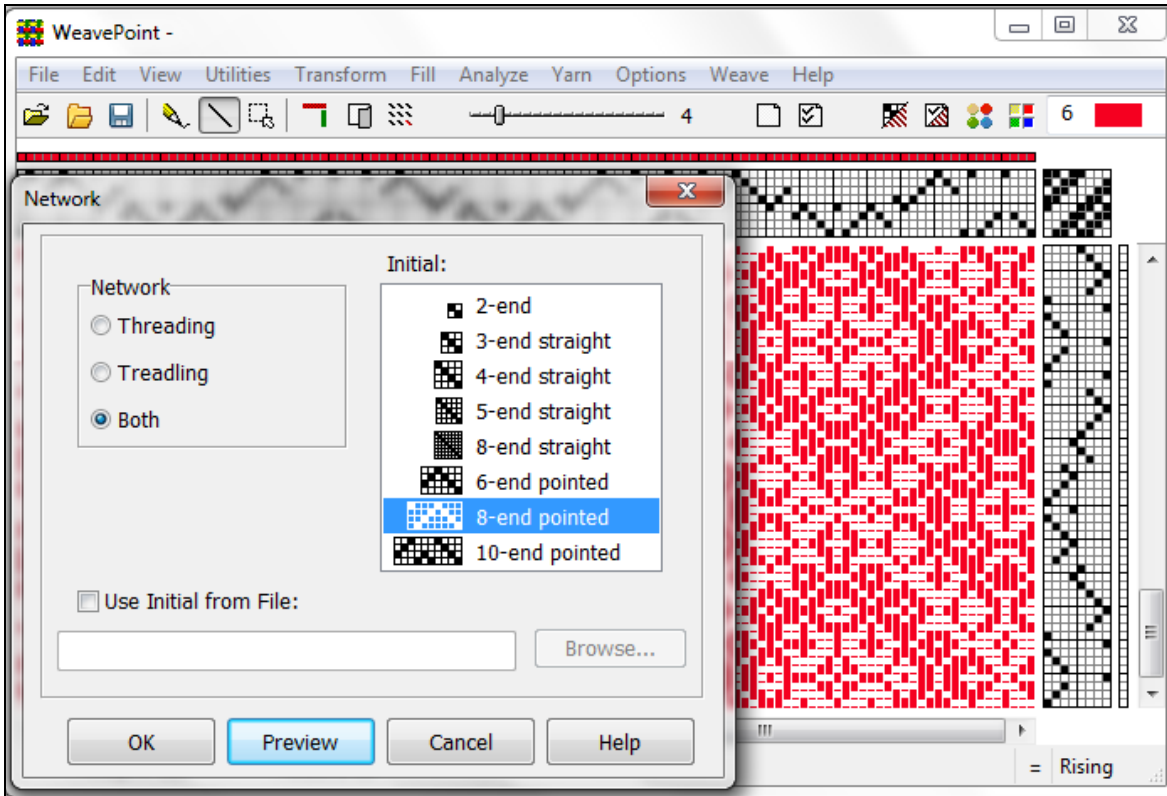 WeavePoint -
File Edit View Utilities Transform Fill Analyze Yarn Options Weave Help
4
6
Network
Initial:
Network
Threading
Treadling
Both
2-end
3-end straight
4-end straight
5-end straight
8-end straight
6-end pointed
8-end pointed
10-end pointed
Use Initial from File:
Browse...
OK Preview Cancel Help
= Rising